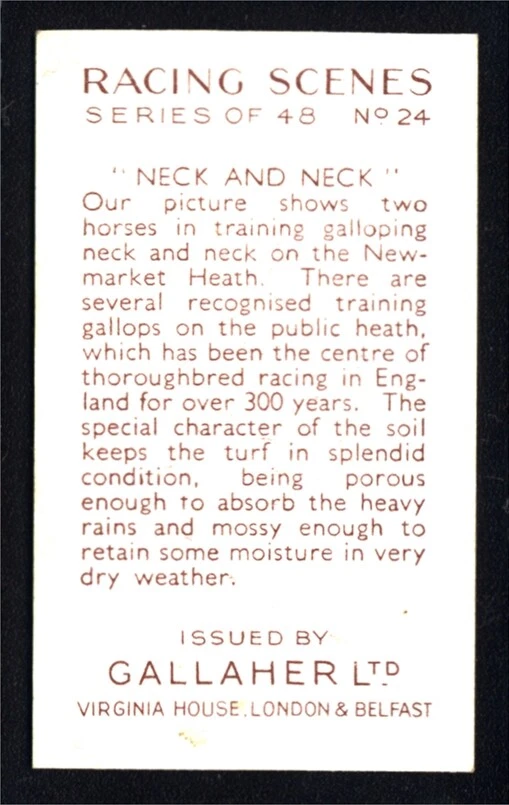 RACING SCENES
SERIES OF 48 Nº 24
"NECK AND NECK"
Our picture shows two
horses in training galloping
neck and neck on the New-
market Heath. There are
several recognised training
gallops on the public heath,
which has been the centre of
thoroughbred racing in Eng-
land for over 300 years. The
special character of the soil
keeps the turf in splendid
condition, being porous
enough to absorb the heavy
rains and mossy enough to
retain some moisture in very
dry weather.
ISSUED BY
GALLAHER LTD
VIRGINIA HOUSE, LONDON & BELFAST